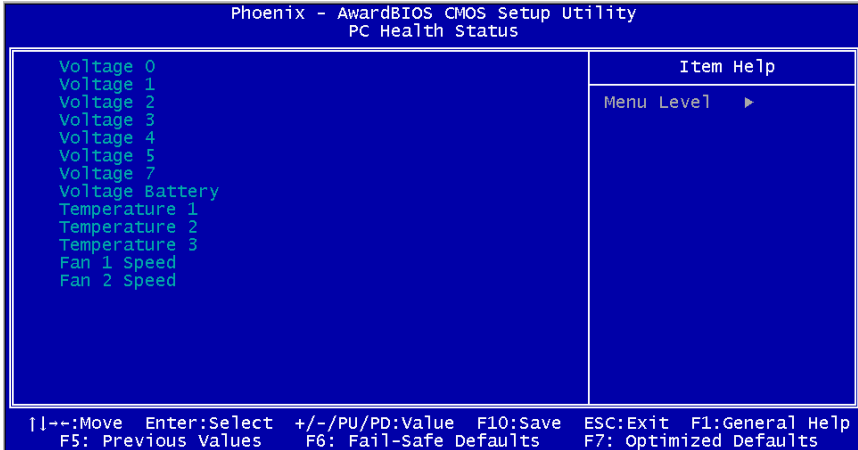 Phoenix - AwardBIOS CMOS Setup Utility
PC Health Status
Voltage 0
Voltage 1
Voltage 2
Voltage 3
Voltage 4
Voltage 5
Voltage 7
Voltage Battery
Temperature 1
Temperature 2
Temperature 3
Fan 1 Speed
Fan 2 Speed
Item Help
Menu Level ▶
↑↓→←:Move Enter:Select +/-/PU/PD:Value F10:Save ESC:Exit F1:General Help
F5: Previous Values F6: Fail-Safe Defaults F7: Optimized Defaults